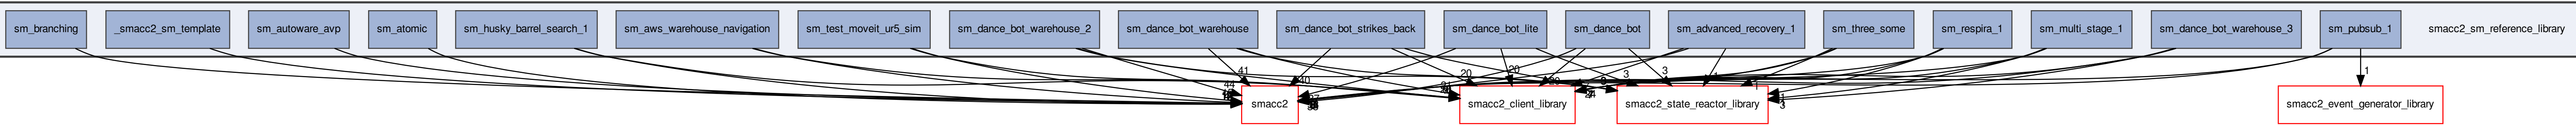 sm_branching
_smacc2_sm_template
sm_autoware_avp
sm_atomic
sm_husky_barrel_search_1
sm_aws_warehouse_navigation
sm_test_moveit_ur5_sim
sm_dance_bot_warehouse_2
sm_dance_bot_warehouse
sm_dance_bot_strikes_back
sm_dance_bot_lite
sm_dance_bot
sm_advanced_recovery_1
sm_three_some
sm_respira_1
sm_multi_stage_1
sm_dance_bot_warehouse_3
sm_pubsub_1
smacc2_sm_reference_library
41
40
20
20
3
3
1
44
1
3
smacc2
smacc2_client_library
smacc2_state_reactor_library
smacc2_event_generator_library